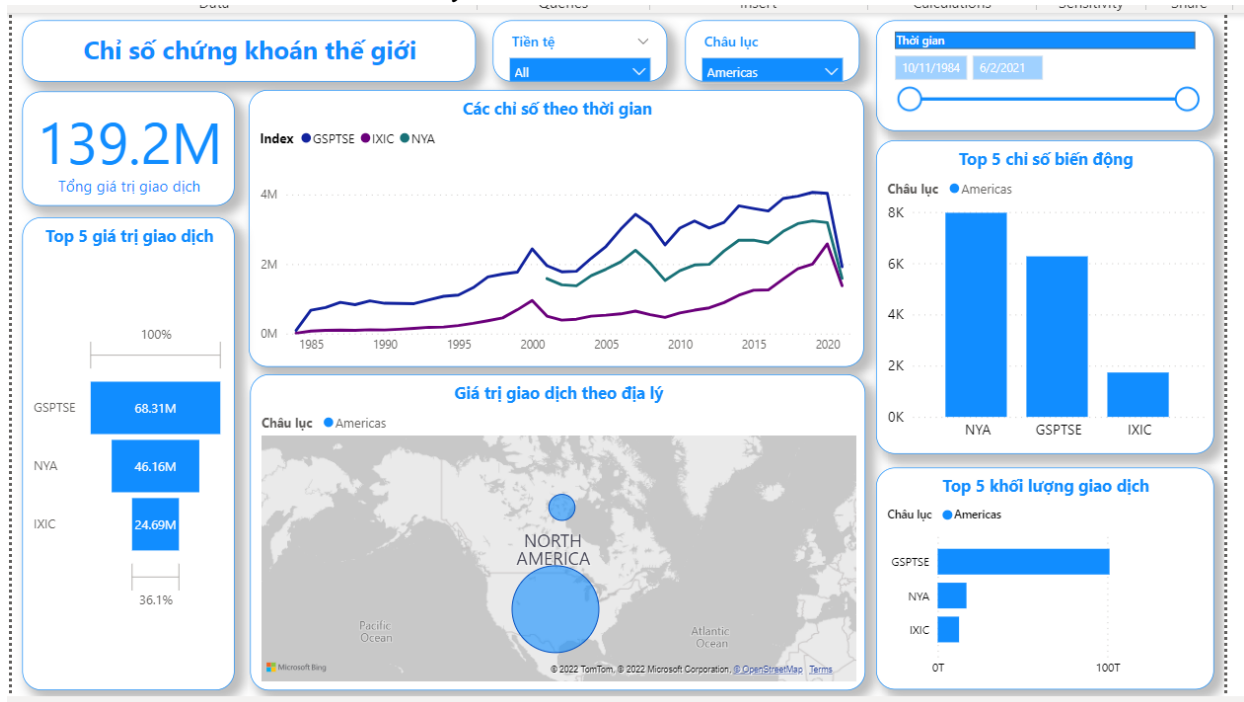 Data Queries Insert Calculations Sensitivity Share
Chỉ số chứng khoán thế giới
Tiền tệ
All
Châu lục
Americas
Thời gian
10/11/1984 6/2/2021
139.2M
Tổng giá trị giao dịch
Top 5 giá trị giao dịch
100%
GSPTSE 68.31M
NYA 46.16M
IXIC 24.69M
36.1%
Các chỉ số theo thời gian
Index GSPTSE IXIC NYA
4M
2M
0M
1985 1990 1995 2000 2005 2010 2015 2020
Giá trị giao dịch theo địa lý
Châu lục Americas
NORTH
AMERICA
Pacific
Ocean
Atlantic
Ocean
Microsoft Bing
© 2022 TomTom, © 2022 Microsoft Corporation, © OpenStreetMap Terms
Top 5 chỉ số biến động
Châu lục Americas
8K
6K
4K
2K
0K
NYA GSPTSE IXIC
Top 5 khối lượng giao dịch
Châu lục Americas
GSPTSE
NYA
IXIC
0T 100T